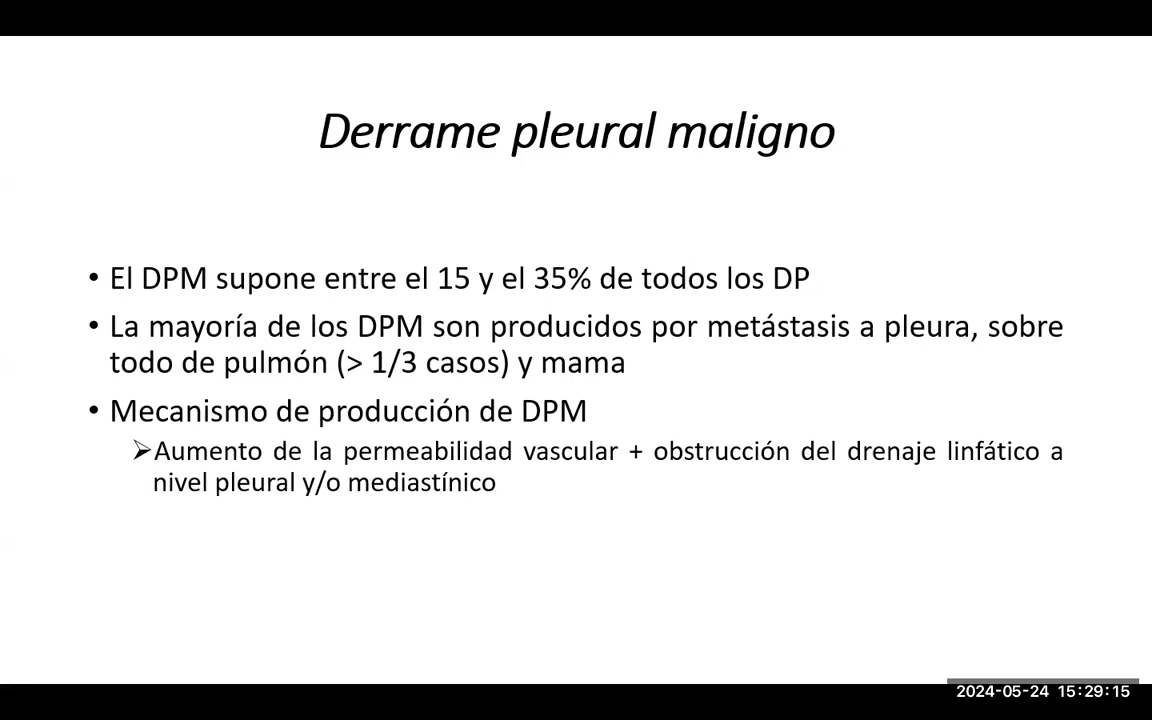 Derrame pleural maligno
• El DPM supone entre el 15 y el 35% de todos los DP
• La mayoría de los DPM son producidos por metástasis a pleura, sobre
todo de pulmón (> 1/3 casos) y mama
• Mecanismo de producción de DPM
➢Aumento de la permeabilidad vascular + obstrucción del drenaje linfático a
nivel pleural y/o mediastínico
2024-05-24 15:29:15